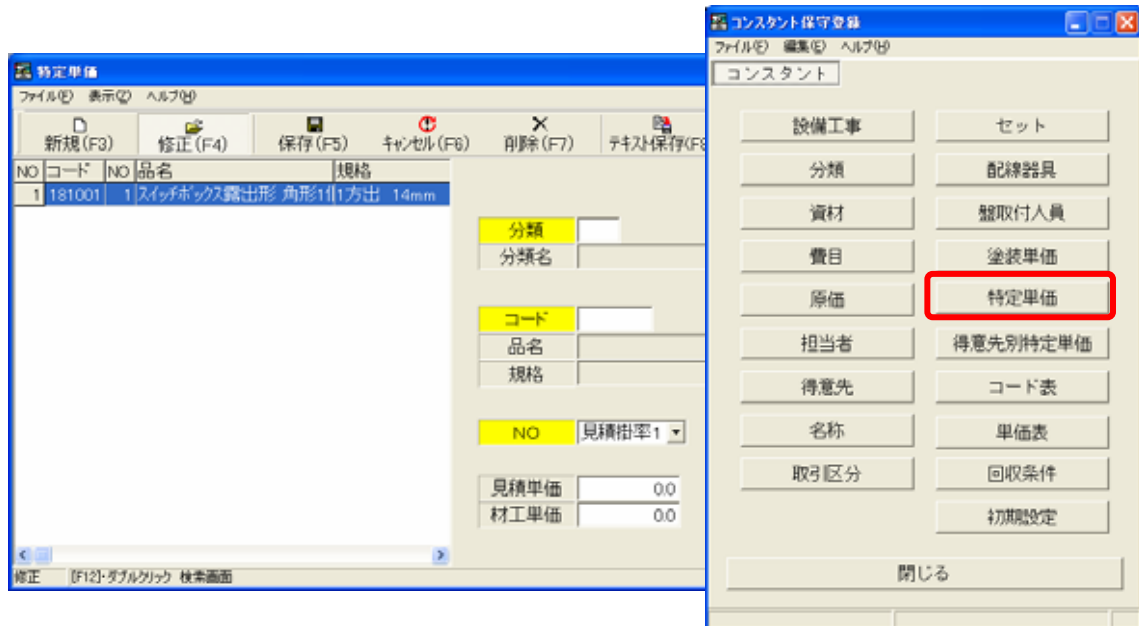 特定単価
ファイル(F) 表示(Z) ヘルプ(H)
新規(F3) 修正(F4) 保存(F5) キャンセル(F6) 削除(F7) テキスト保存(F8
NO コード NO 品名 規格
1 181001 1 スイッチボックス露出形 角形1 1方出 14mm
分類
分類名
コード
品名
規格
NO 見積掛率1
見積単価 0.0
材工単価 0.0
修正 [F12]・ダブルクリック 検索画面
コンスタント保守登録
ファイル(F) 編集(E) ヘルプ(H)
コンスタント
設備工事 セット
分類 配線器具
資材 盤取付人員
費目 塗装単価
原価 特定単価
担当者 得意先別特定単価
得意先 コード表
名称 単価表
取引区分 回収条件
初期設定
閉じる